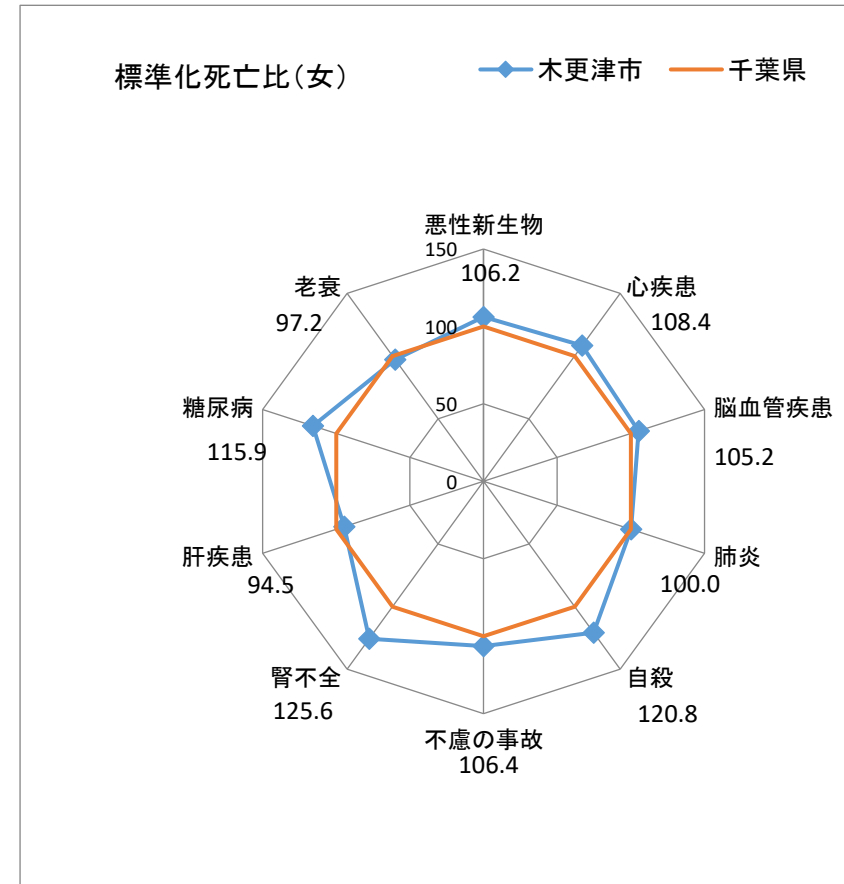 標準化死亡比(女)
木更津市
千葉県
悪性新生物
150
106.2
心疾患
108.4
老衰
97.2
100
脳血管疾患
105.2
糖尿病
115.9
50
0
肺炎
100.0
肝疾患
94.5
自殺
120.8
腎不全
125.6
不慮の事故
106.4